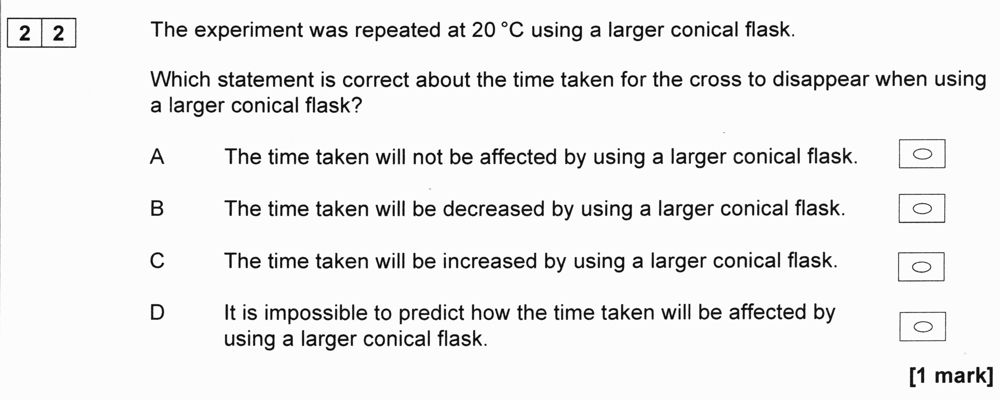 2 2 The experiment was repeated at 20 °C using a larger conical flask.
Which statement is correct about the time taken for the cross to disappear when using
a larger conical flask?
A The time taken will not be affected by using a larger conical flask.
B The time taken will be decreased by using a larger conical flask.
C The time taken will be increased by using a larger conical flask.
D It is impossible to predict how the time taken will be affected by
using a larger conical flask.
[1 mark]